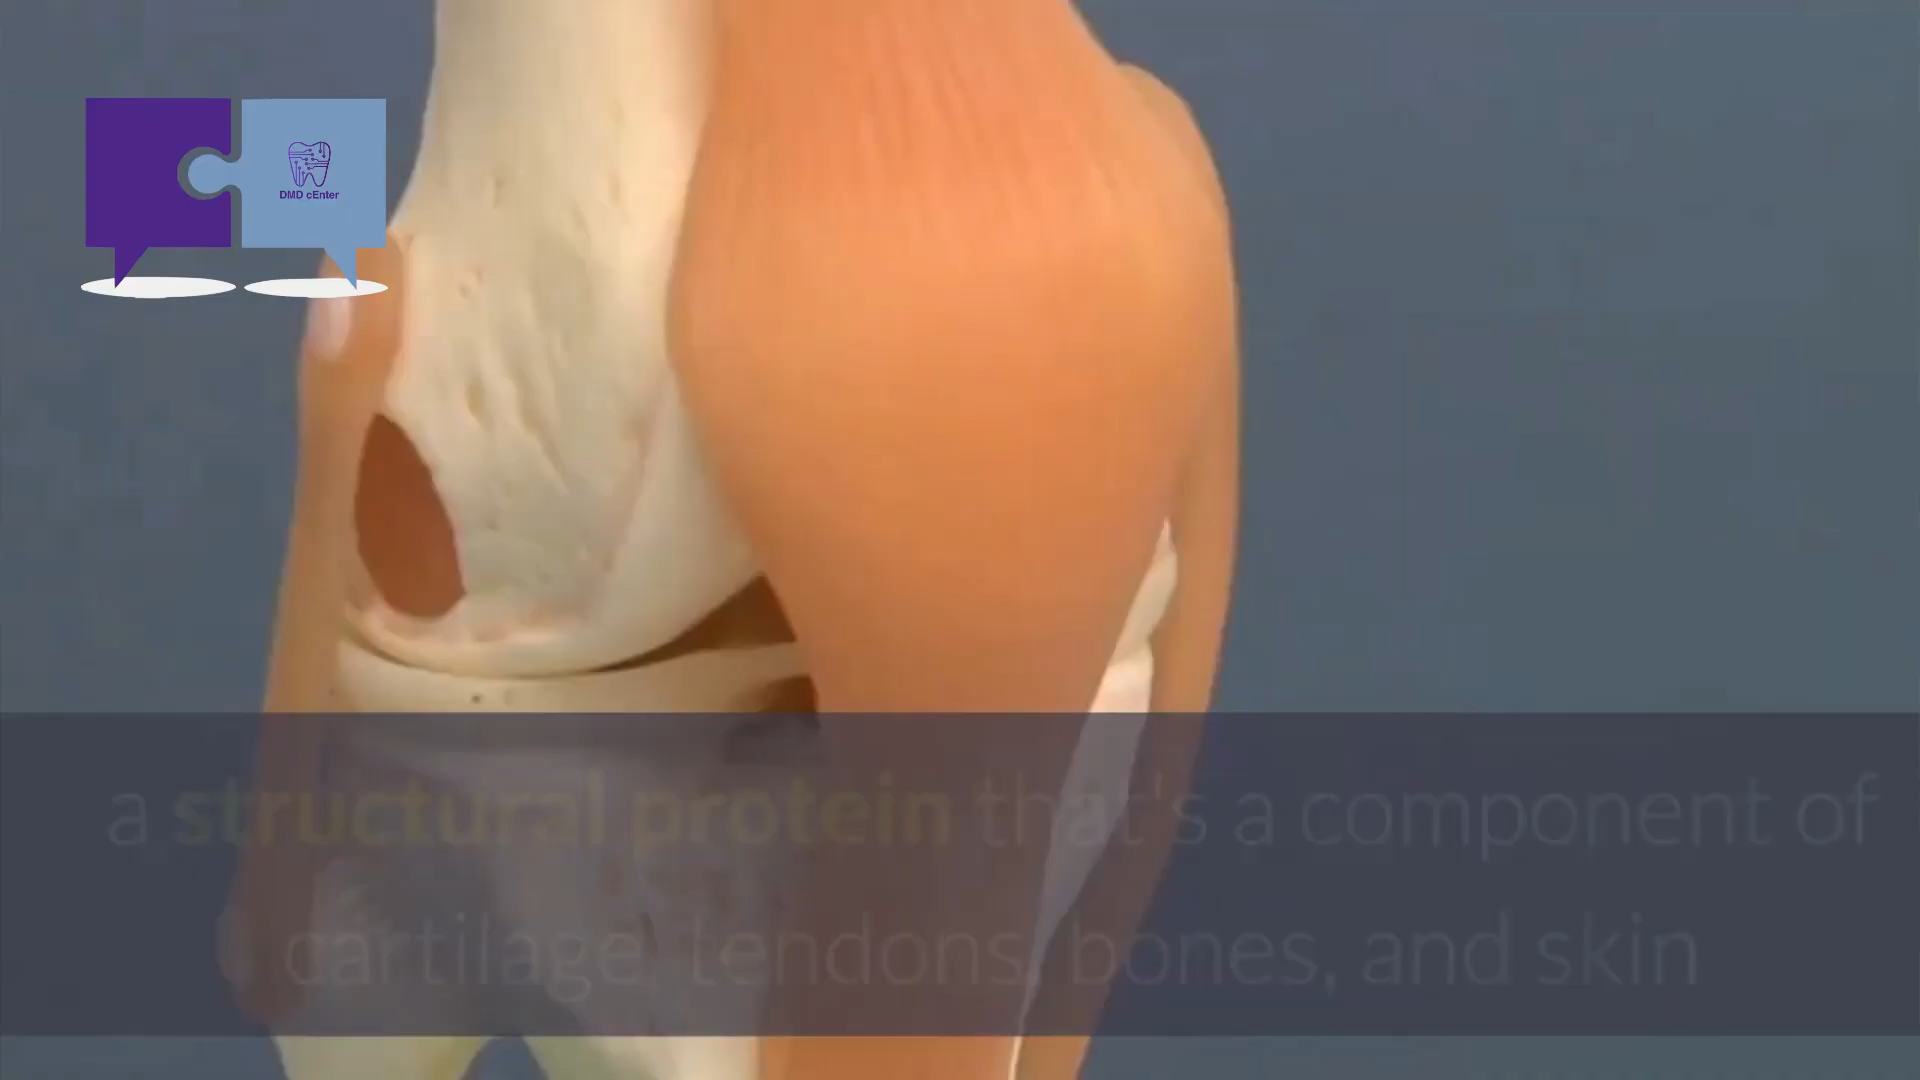 DMD cEnter
a structural protein that's a component of
cartilage, tendons, bones, and skin